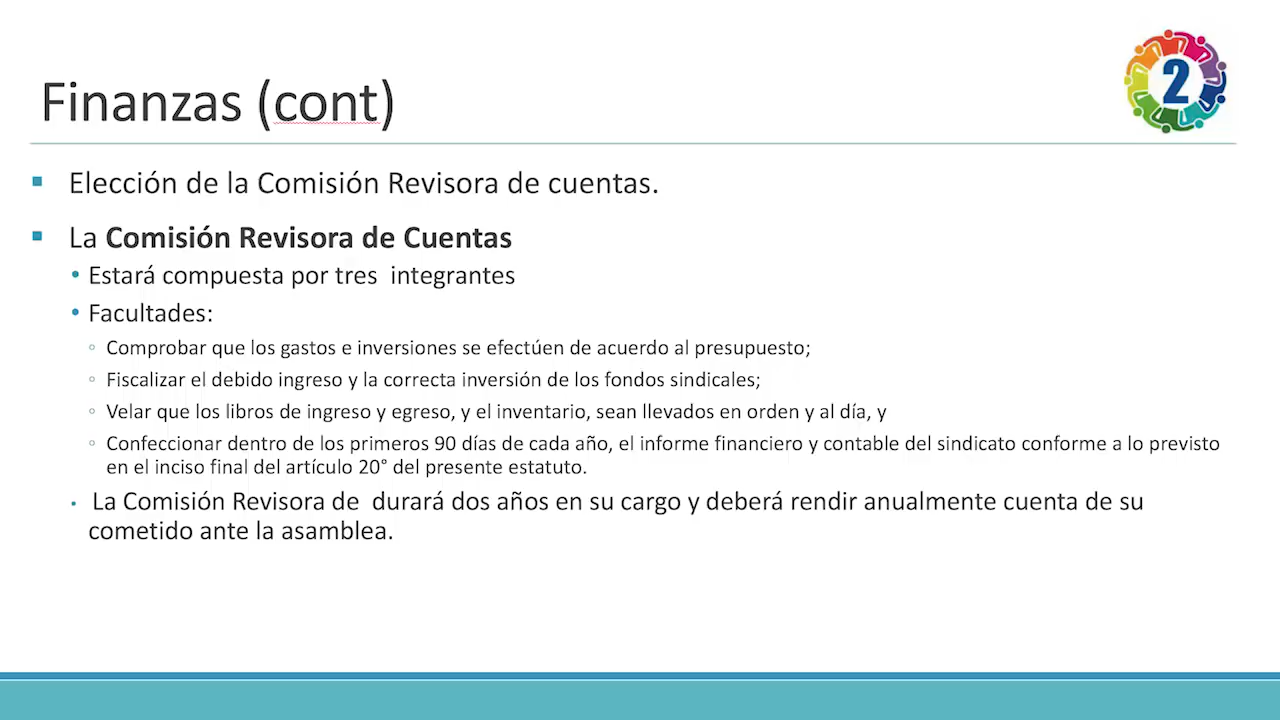 Finanzas (cont)
2
▪ Elección de la Comisión Revisora de cuentas.
▪ La Comisión Revisora de Cuentas
• Estará compuesta por tres  integrantes
• Facultades:
◦ Comprobar que los gastos e inversiones se efectúen de acuerdo al presupuesto;
◦ Fiscalizar el debido ingreso y la correcta inversión de los fondos sindicales;
◦ Velar que los libros de ingreso y egreso, y el inventario, sean llevados en orden y al día, y
◦ Confeccionar dentro de los primeros 90 días de cada año, el informe financiero y contable del sindicato conforme a lo previsto
en el inciso final del artículo 20° del presente estatuto.
• La Comisión Revisora de  durará dos años en su cargo y deberá rendir anualmente cuenta de su
cometido ante la asamblea.